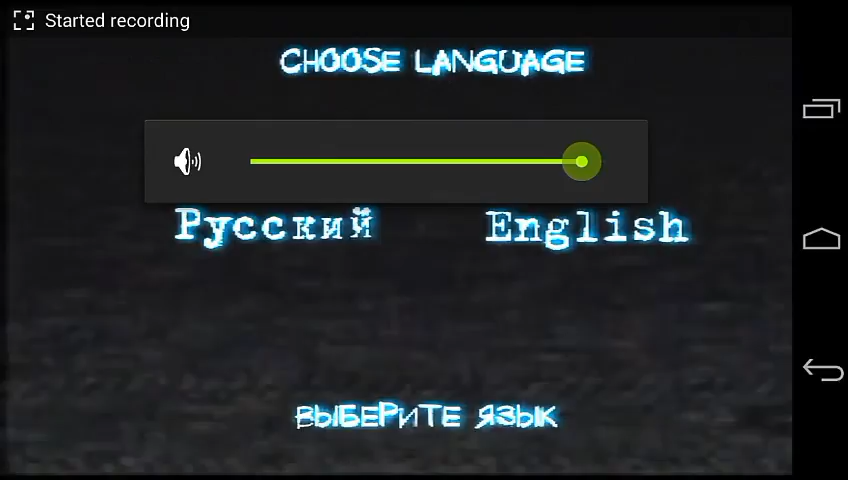 Started recording
CHOOSE LANGUAGE
Русский English
ВЫБЕРИТЕ ЯЗЫК